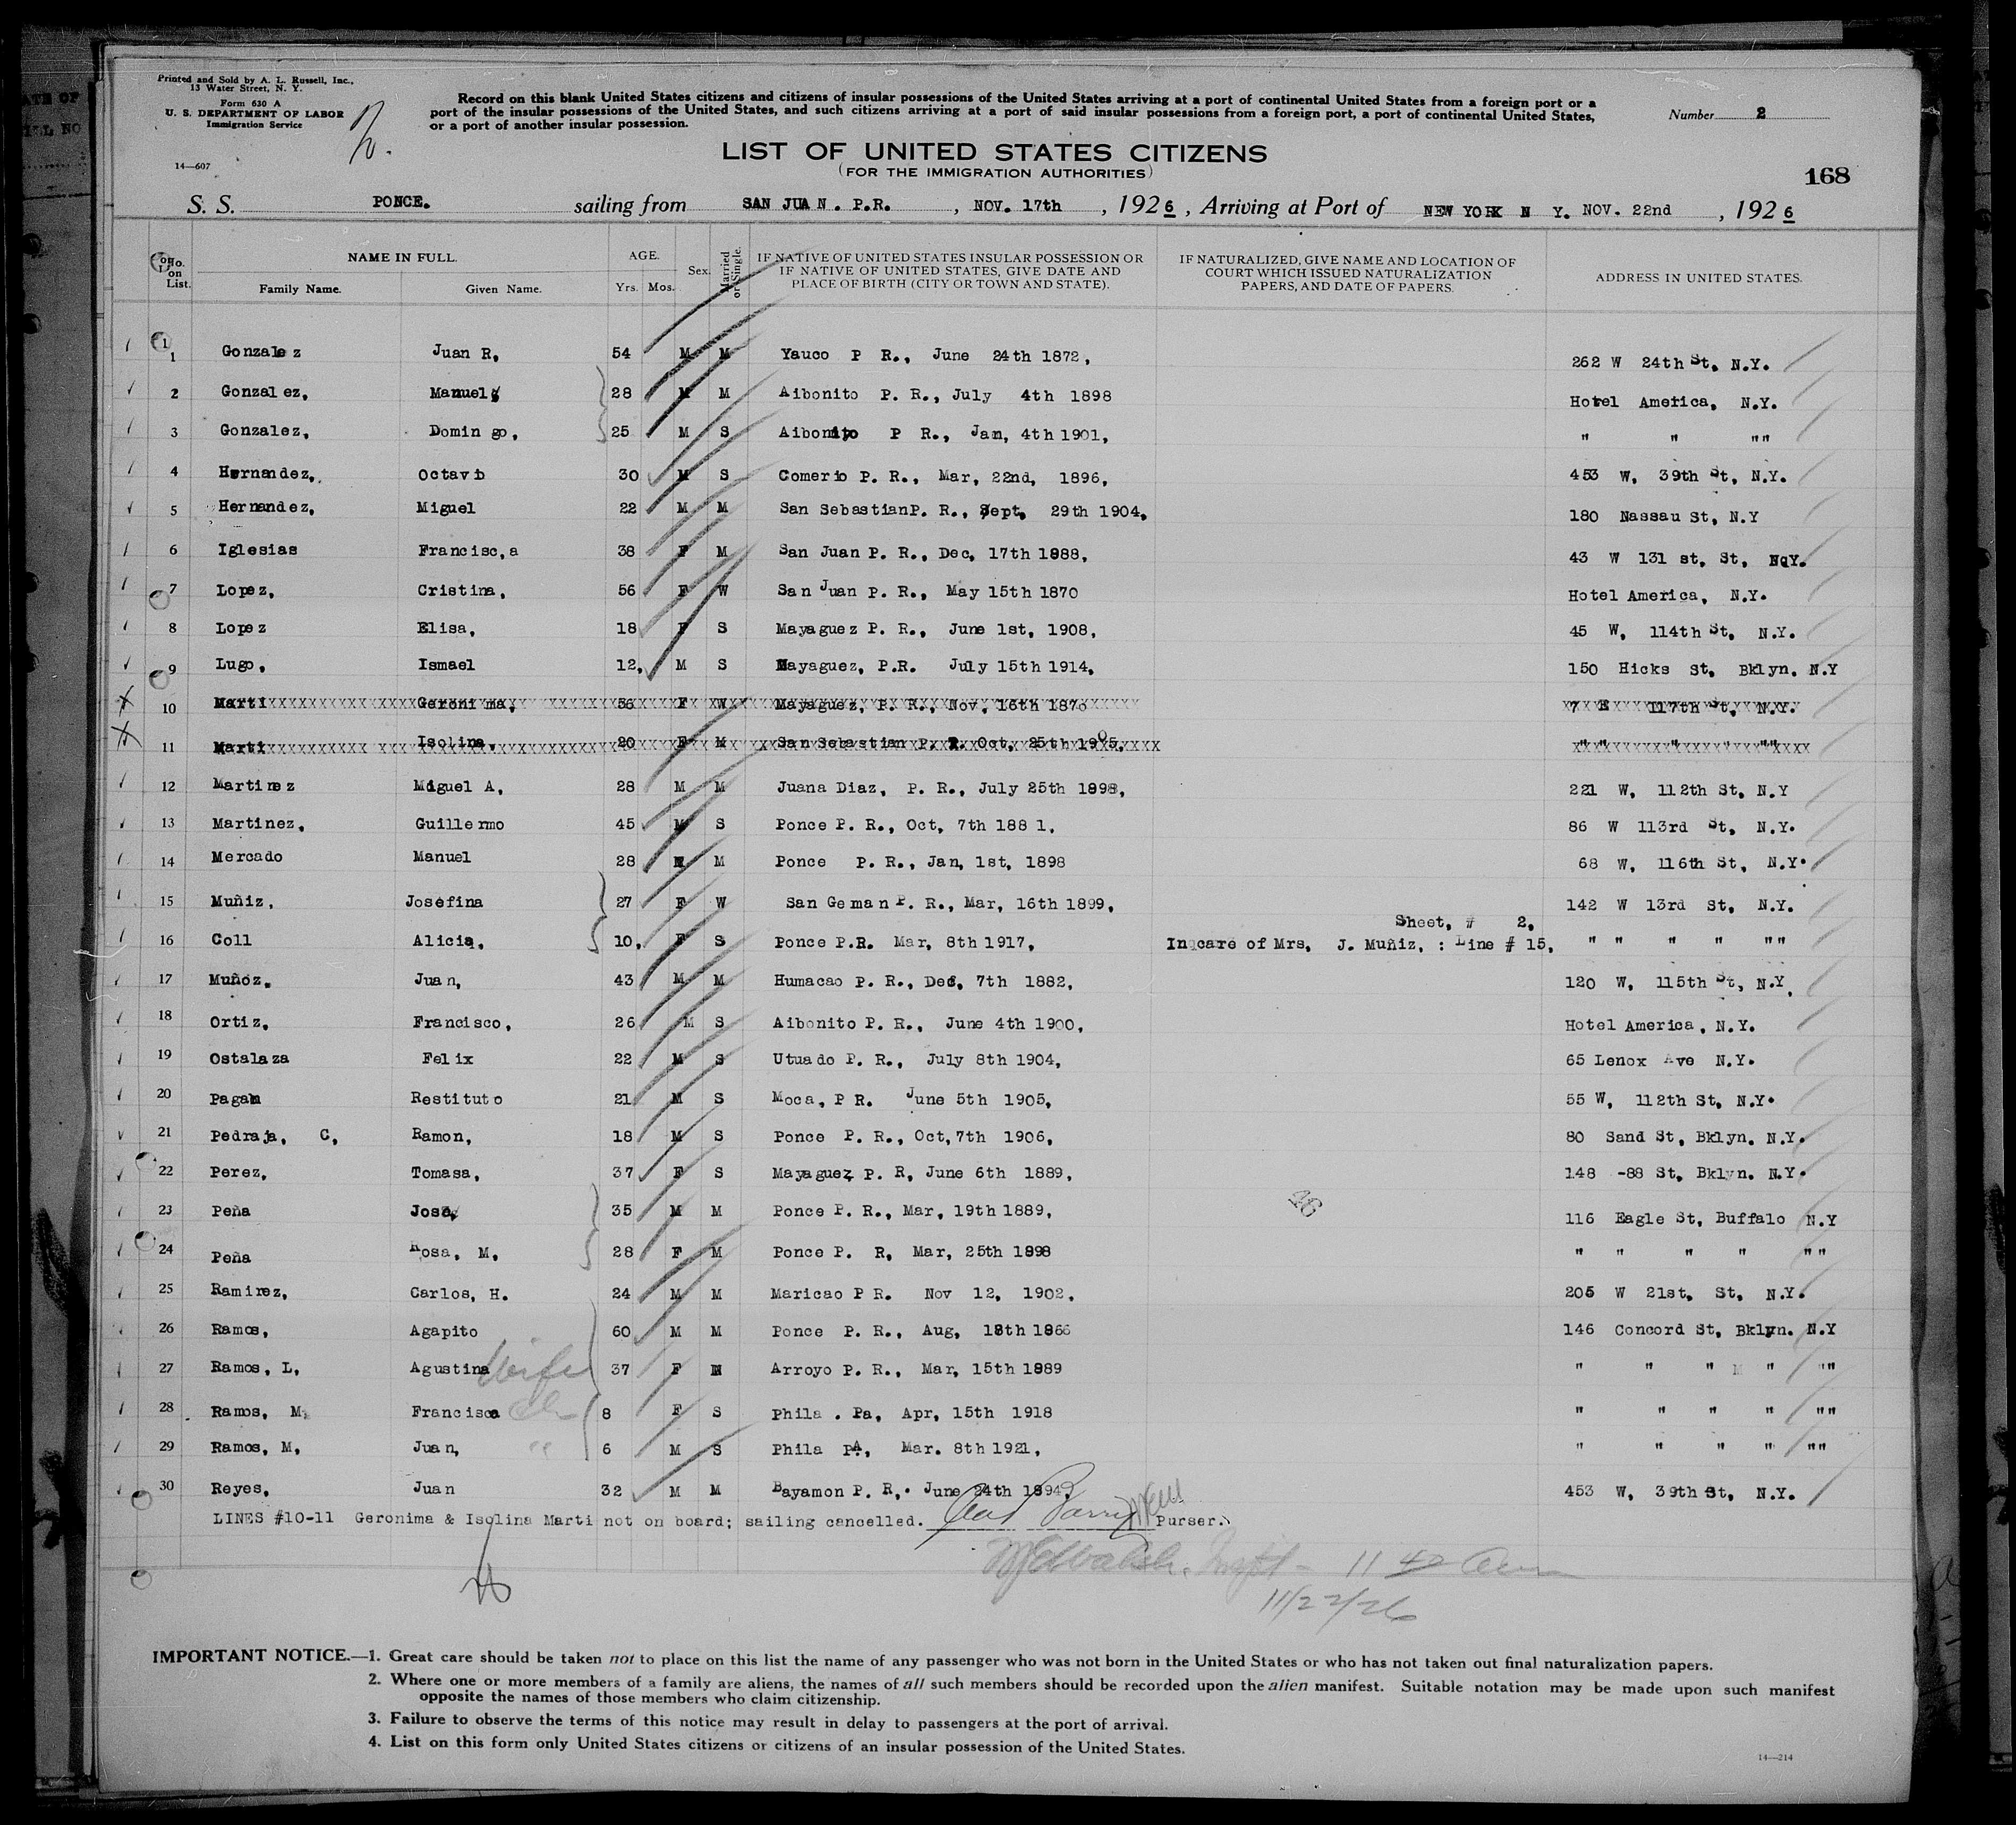 Printed and Sold by A. L. Russell, Inc.,
13 Water Street, N. Y.
Form 630 A
U. S. DEPARTMENT OF LABOR
Immigration Service
14—607
Record on this blank United States citizens and citizens of insular possessions of the United States arriving at a port of continental United States from a foreign port or a
port of the insular possessions of the United States, and such citizens arriving at a port of said insular possessions from a foreign port, a port of continental United States,
or a port of another insular possession.
Number 2
LIST OF UNITED STATES CITIZENS
(FOR THE IMMIGRATION AUTHORITIES)
168
S. S. PONCE. sailing from SAN JUAN. P.R. , NOV. 17th , 1926 , Arriving at Port of NEW YORK N Y. NOV. 22nd , 1926
No. on List. NAME IN FULL. Family Name. Given Name. AGE. Yrs. Mos. Sex. Married or Single. IF NATIVE OF UNITED STATES INSULAR POSSESSION OR IF NATIVE OF UNITED STATES, GIVE DATE AND PLACE OF BIRTH (CITY OR TOWN AND STATE). IF NATURALIZED, GIVE NAME AND LOCATION OF COURT WHICH ISSUED NATURALIZATION PAPERS, AND DATE OF PAPERS. ADDRESS IN UNITED STATES.
1 Gonzalez Juan R, 54 M M Yauco P R., June 24th 1872, 262 W 24th St, N.Y.
2 Gonzalez, Manuel 28 M M Aibonito P. R., July 4th 1898 Hotel America, N.Y.
3 Gonzalez, Domingo, 25 M S Aibonito P R., Jan, 4th 1901, " " ""
4 Hernandez, Octavio 30 M S Comerio P. R., Mar, 22nd, 1896, 453 W, 39th St, N.Y.
5 Hernandez, Miguel 22 M M San Sebastian P. R., Sept, 29th 1904, 180 Nassau St, N.Y
6 Iglesias Francisc,a 38 F M San Juan P. R., Dec, 17th 1888, 43 W 131 st, St, NqY.
7 Lopez, Cristina, 56 F W San Juan P. R., May 15th 1870 Hotel America, N.Y.
8 Lopez Elisa, 18 F S Mayaguez P. R., June 1st, 1908, 45 W, 114th St, N.Y.
9 Lugo, Ismael 12, M S Mayaguez, P.R. July 15th 1914, 150 Hicks St, Bklyn. N.Y
10 Marti Geronima, 56 F W Mayaguez, P. R., Nov, 16th 1870 7 E 117th St, N.Y.
11 Marti Isolina, 20 F M San Sebastian P. R. Oct, 25th 1905, " " " " ""
12 Martinez Miguel A, 28 M M Juana Diaz, P. R., July 25th 1898, 221 W, 112th St, N.Y
13 Martinez, Guillermo 45 M S Ponce P. R., Oct, 7th 1881, 86 W 113rd St, N.Y.
14 Mercado Manuel 28 M M Ponce P. R., Jan, 1st, 1898 68 W, 116th St, N.Y.
15 Muñiz, Josefina 27 F W San Geman P. R., Mar, 16th 1899, 142 W 13rd St, N.Y.
Sheet, # 2,
16 Coll Alicia, 10, F S Ponce P.R. Mar, 8th 1917, In care of Mrs, J. Muñiz, : Line # 15, " " " " ""
17 Muñoz, Juan, 43 M M Humacao P. R., Dec, 7th 1882, 120 W, 115th St, N.Y,
18 Ortiz, Francisco, 26 M S Aibonito P. R., June 4th 1900, Hotel America, N.Y.
19 Ostalaza Felix 22 M S Utuado P. R., July 8th 1904, 65 Lenox Ave N.Y.
20 Pagan Restituto 21 M S Moca, P R. June 5th 1905, 55 W, 112th St, N.Y.
21 Pedraja, C, Ramon, 18 M S Ponce P. R., Oct,7th 1906, 80 Sand St, Bklyn. N.Y.
22 Perez, Tomasa, 37 F S Mayaguez P. R, June 6th 1889, 148 -88 St, Bklyn. N.Y.
23 Peña Jose, 35 M M Ponce P. R., Mar, 19th 1889, 46 116 Eagle St, Buffalo N.Y
24 Peña Rosa, M, 28 F M Ponce P. R, Mar, 25th 1898 " " " " ""
25 Ramirez, Carlos, H. 24 M M Maricao P R. Nov 12, 1902, 205 W 21st, St, N.Y.
26 Ramos, Agapito 60 M M Ponce P. R., Aug, 18th 1866 146 Concord St, Bklyn. N.Y
27 Ramos, L, Agustina Wife 37 F M Arroyo P. R., Mar, 15th 1889 " " " " ""
28 Ramos, M, Francisca Ch 8 F S Phila . Pa, Apr, 15th 1918 " " " " ""
29 Ramos, M, Juan, " 6 M S Phila PA, Mar. 8th 1921, " " " " ""
30 Reyes, Juan 32 M M Bayamon P. R,. June 24th 1894, 453 W, 39th St, N.Y.
LINES #10-11 Geronima & Isolina Marti not on board; sailing cancelled. Purser.
11 40 am
11/22/26
IMPORTANT NOTICE.—1. Great care should be taken not to place on this list the name of any passenger who was not born in the United States or who has not taken out final naturalization papers.
2. Where one or more members of a family are aliens, the names of all such members should be recorded upon the alien manifest. Suitable notation may be made upon such manifest
opposite the names of those members who claim citizenship.
3. Failure to observe the terms of this notice may result in delay to passengers at the port of arrival.
4. List on this form only United States citizens or citizens of an insular possession of the United States.
14—214